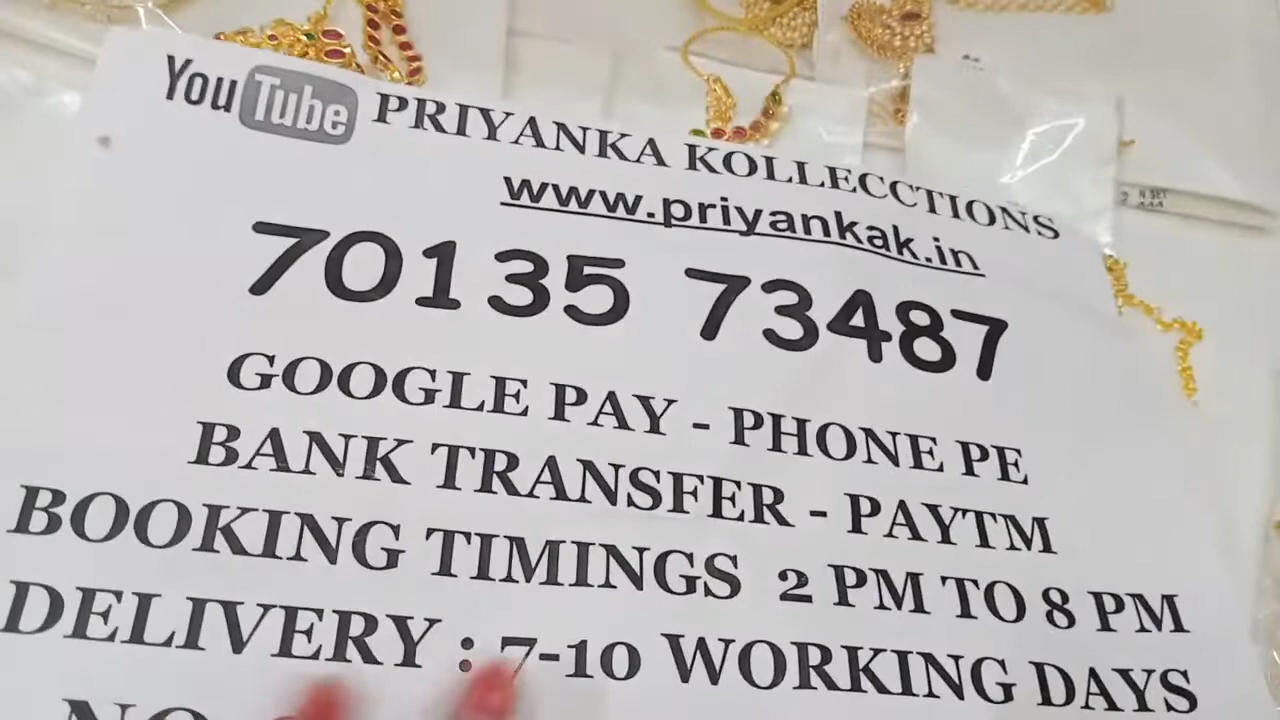 YouTube PRIYANKA KOLLECCTIONS
www.priyankak.in
70135 73487
GOOGLE PAY - PHONE PE
BANK TRANSFER - PAYTM
BOOKING TIMINGS 2 PM TO 8 PM
DELIVERY : 7-10 WORKING DAYS
NO